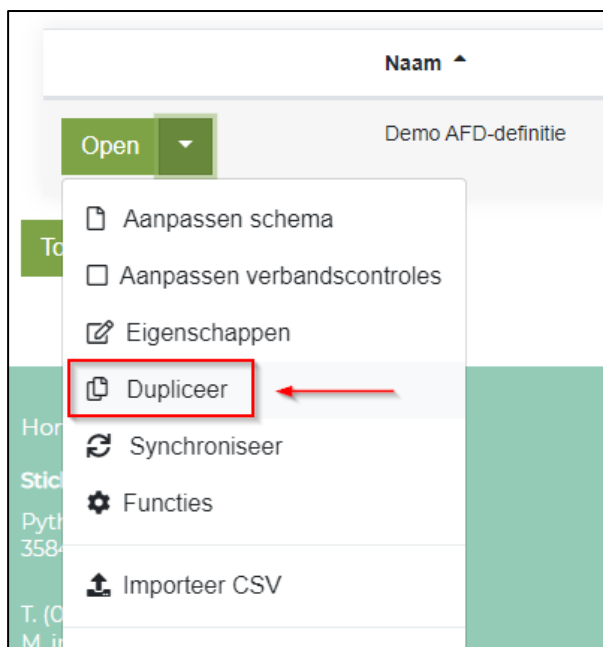 Naam
Open
Demo AFD-definitie
Aanpassen schema
Aanpassen verbandscontroles
Eigenschappen
Dupliceer
Synchroniseer
Functies
Importeer CSV